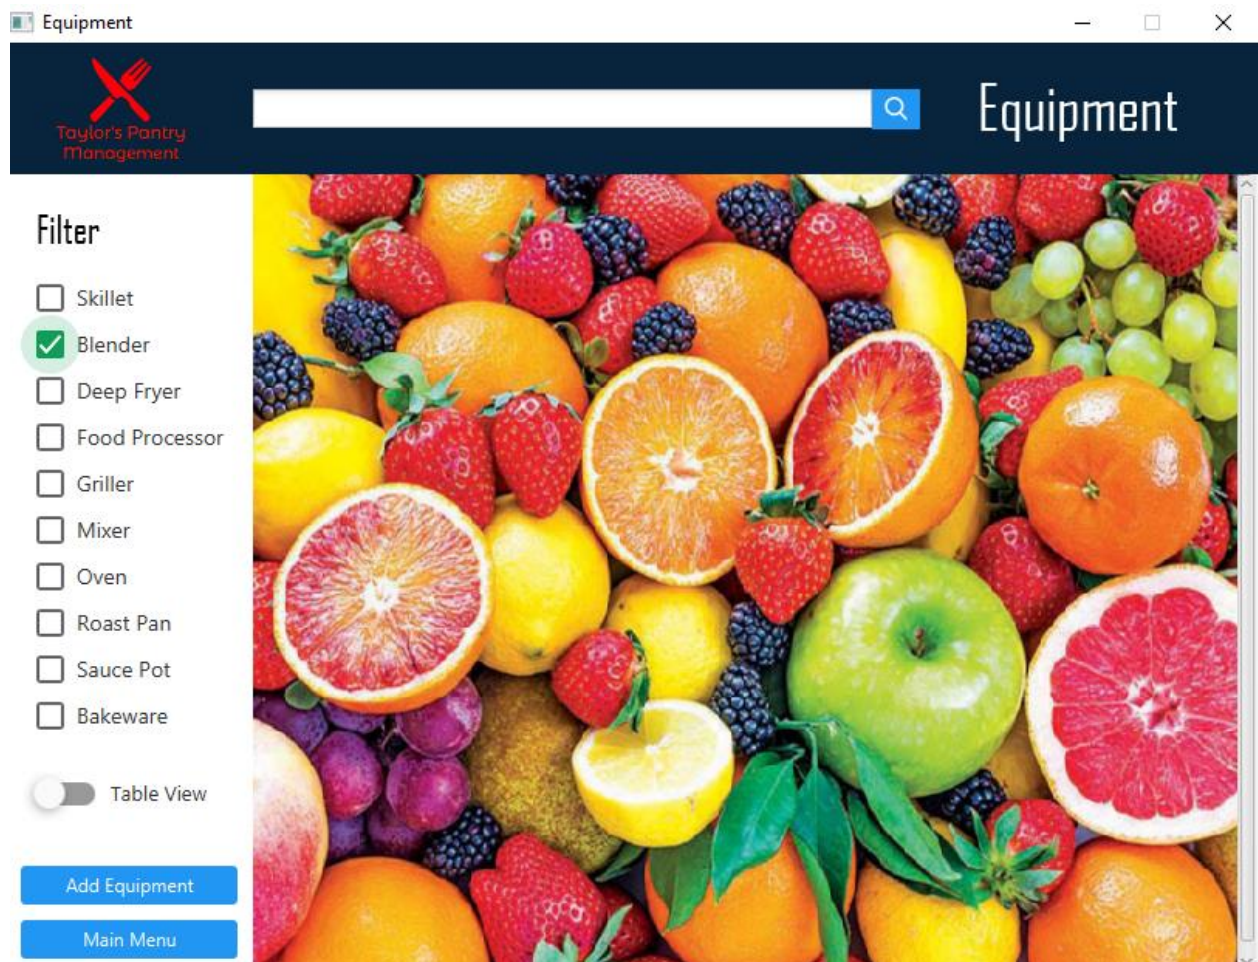 Equipment
Taylor's Pantry
Management
Equipment
Filter
Skillet
Blender
Deep Fryer
Food Processor
Griller
Mixer
Oven
Roast Pan
Sauce Pot
Bakeware
Table View
Add Equipment
Main Menu